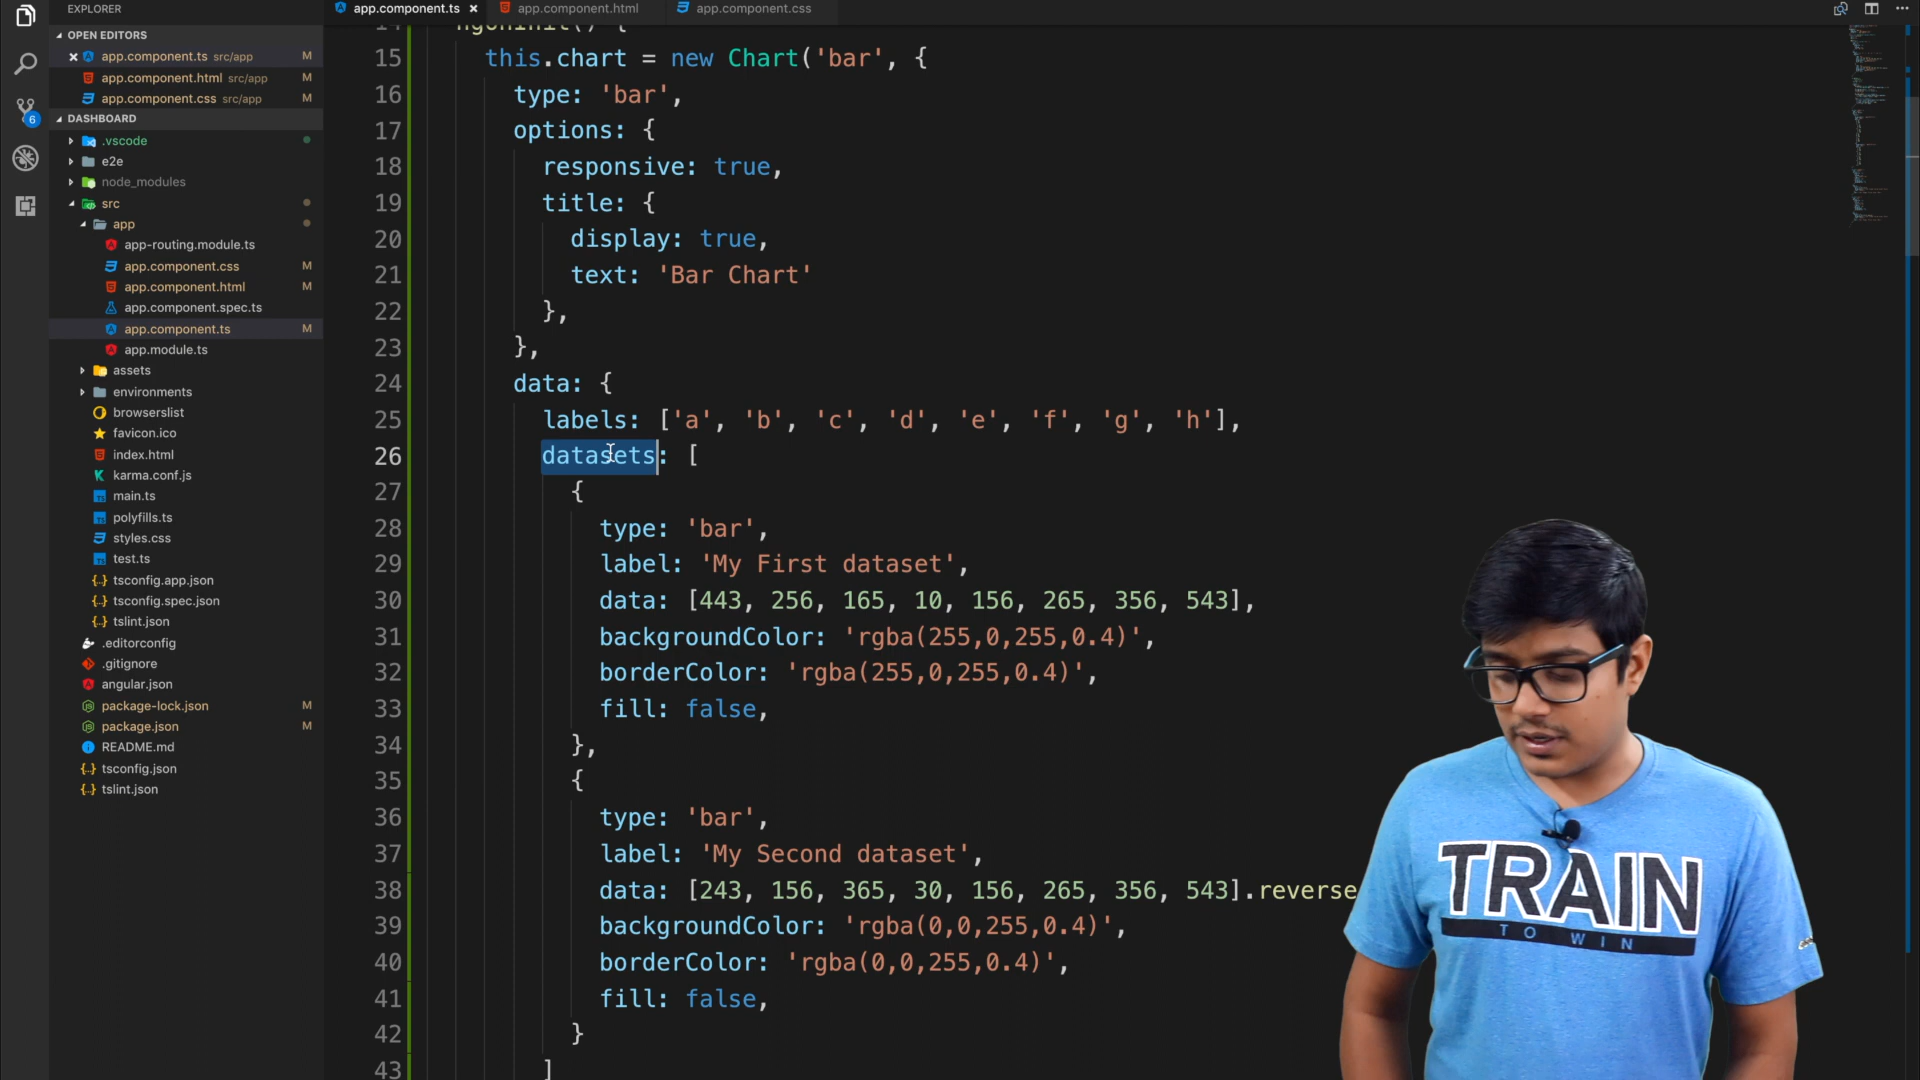 EXPLORER
OPEN EDITORS
app.component.ts src/app M
app.component.html src/app M
app.component.css src/app M
6
DASHBOARD
.vscode
e2e
node_modules
src
app
app-routing.module.ts
app.component.css M
app.component.html M
app.component.spec.ts
app.component.ts M
app.module.ts
assets
environments
browserslist
favicon.ico
index.html
karma.conf.js
main.ts
polyfills.ts
styles.css
test.ts
tsconfig.app.json
tsconfig.spec.json
tslint.json
.editorconfig
.gitignore
angular.json
package-lock.json M
package.json M
README.md
tsconfig.json
tslint.json
app.component.ts app.component.html app.component.css
14 ngOnInit() {
15 this.chart = new Chart('bar', {
16 type: 'bar',
17 options: {
18 responsive: true,
19 title: {
20 display: true,
21 text: 'Bar Chart'
22 },
23 },
24 data: {
25 labels: ['a', 'b', 'c', 'd', 'e', 'f', 'g', 'h'],
26 datasets: [
27 {
28 type: 'bar',
29 label: 'My First dataset',
30 data: [443, 256, 165, 10, 156, 265, 356, 543],
31 backgroundColor: 'rgba(255,0,255,0.4)',
32 borderColor: 'rgba(255,0,255,0.4)',
33 fill: false,
34 },
35 {
36 type: 'bar',
37 label: 'My Second dataset',
38 data: [243, 156, 365, 30, 156, 265, 356, 543].reverse
39 backgroundColor: 'rgba(0,0,255,0.4)',
40 borderColor: 'rgba(0,0,255,0.4)',
41 fill: false,
42 }
43 ]
TRAIN
TO WIN